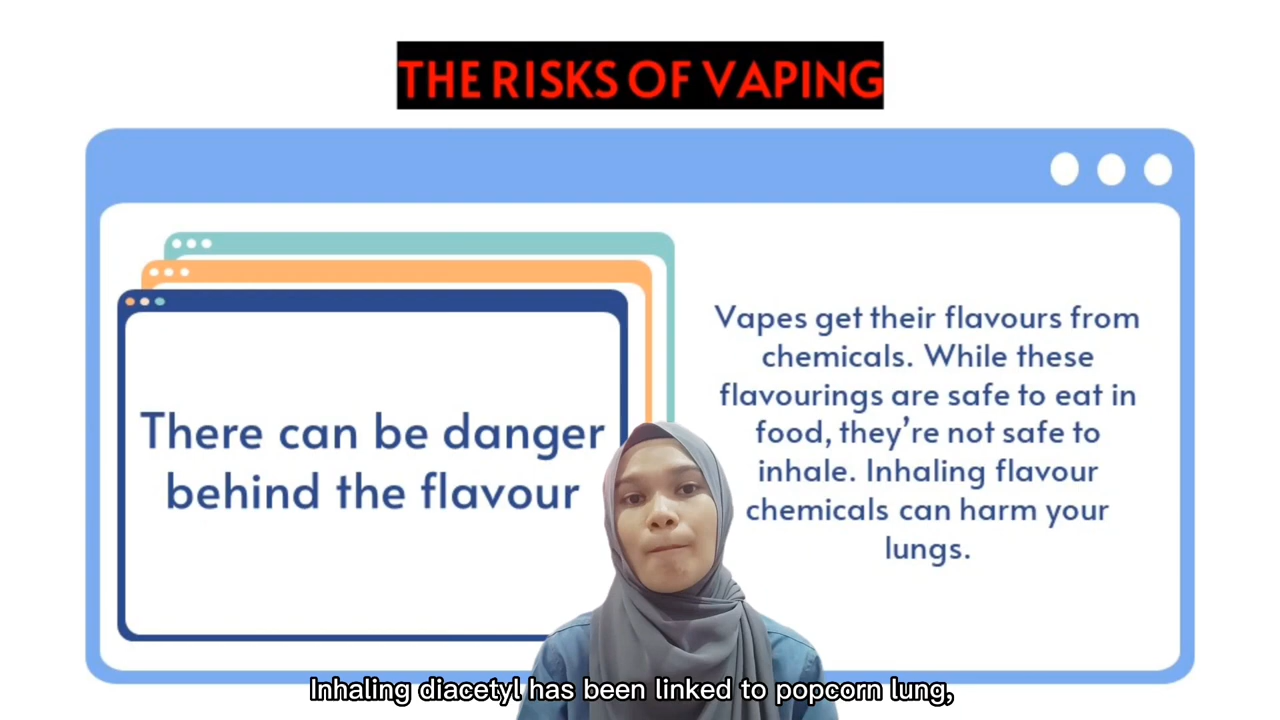 THE RISKS OF VAPING
There can be danger
behind the flavour
Vapes get their flavours from
chemicals. While these
flavourings are safe to eat in
food, they're not safe to
inhale. Inhaling flavour
chemicals can harm your
lungs.
Inhaling diacetyl has been linked to popcorn lung,